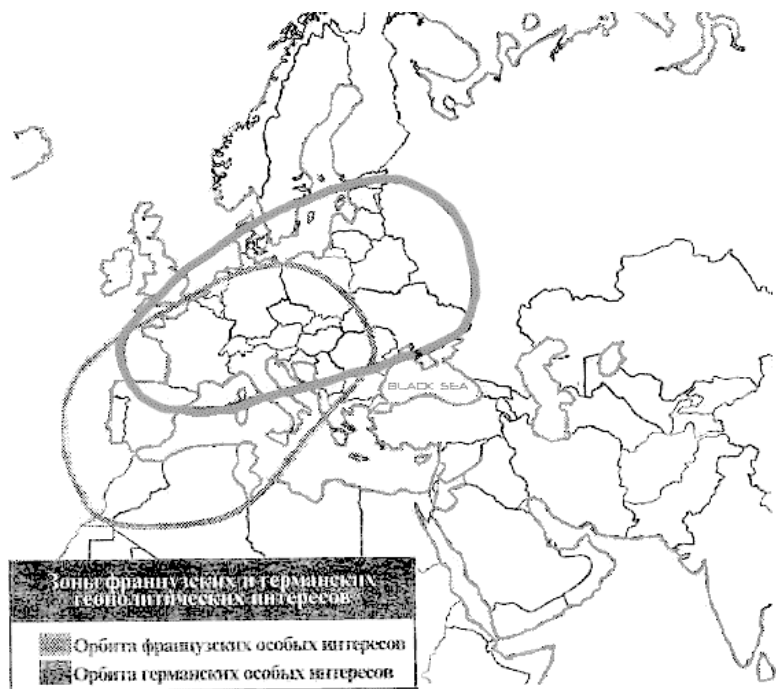 BLACK SEA
Зоны французских и германских
геополитических интересов
Орбита французских особых интересов
Орбита германских особых интересов